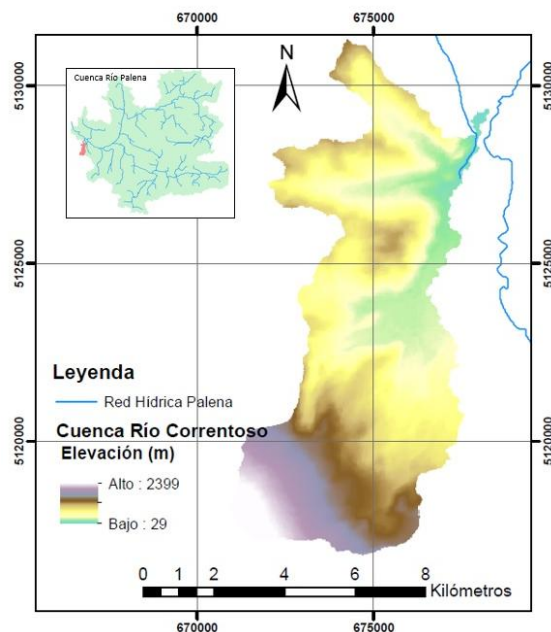 670000 675000
N
Cuenca Río Palena
5130000 5130000
5125000 5125000
Leyenda
Red Hídrica Palena
Cuenca Río Correntoso
Elevación (m)
5120000 5120000
Alto : 2399
Bajo : 29
0 1 2 4 6 8
Kilómetros
670000 675000